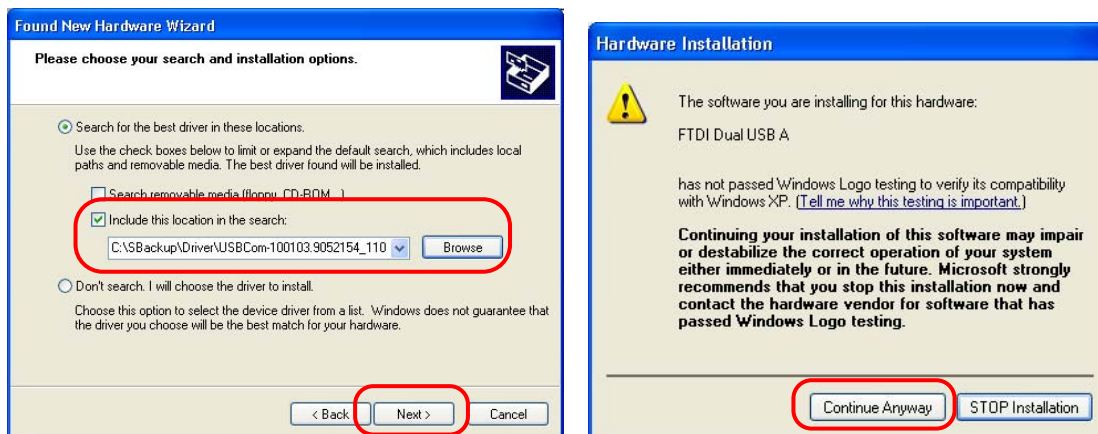 Found New Hardware Wizard
Please choose your search and installation options.
Search for the best driver in these locations.
Use the check boxes below to limit or expand the default search, which includes local
paths and removable media. The best driver found will be installed.
Search removable media (floppy, CD-ROM...)
Include this location in the search:
C:\SBackup\Driver\USBCom-100103.9052154_110
Browse
Don't search. I will choose the driver to install.
Choose this option to select the device driver from a list. Windows does not guarantee that
the driver you choose will be the best match for your hardware.
< Back
Next >
Cancel
Hardware Installation
The software you are installing for this hardware:
FTDI Dual USB A
has not passed Windows Logo testing to verify its compatibility
with Windows XP. (Tell me why this testing is important.)
Continuing your installation of this software may impair
or destabilize the correct operation of your system
either immediately or in the future. Microsoft strongly
recommends that you stop this installation now and
contact the hardware vendor for software that has
passed Windows Logo testing.
Continue Anyway
STOP Installation